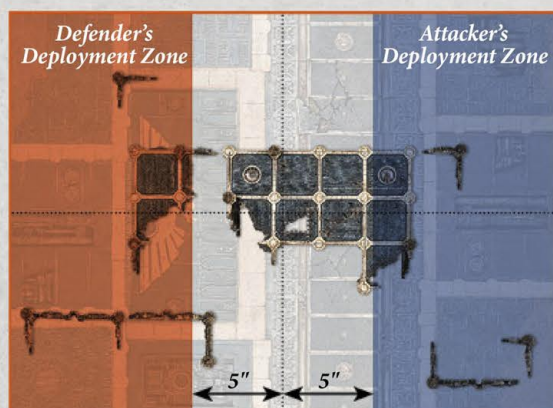 Defender's
Deployment Zone
Attacker's
Deployment Zone
5" 5"